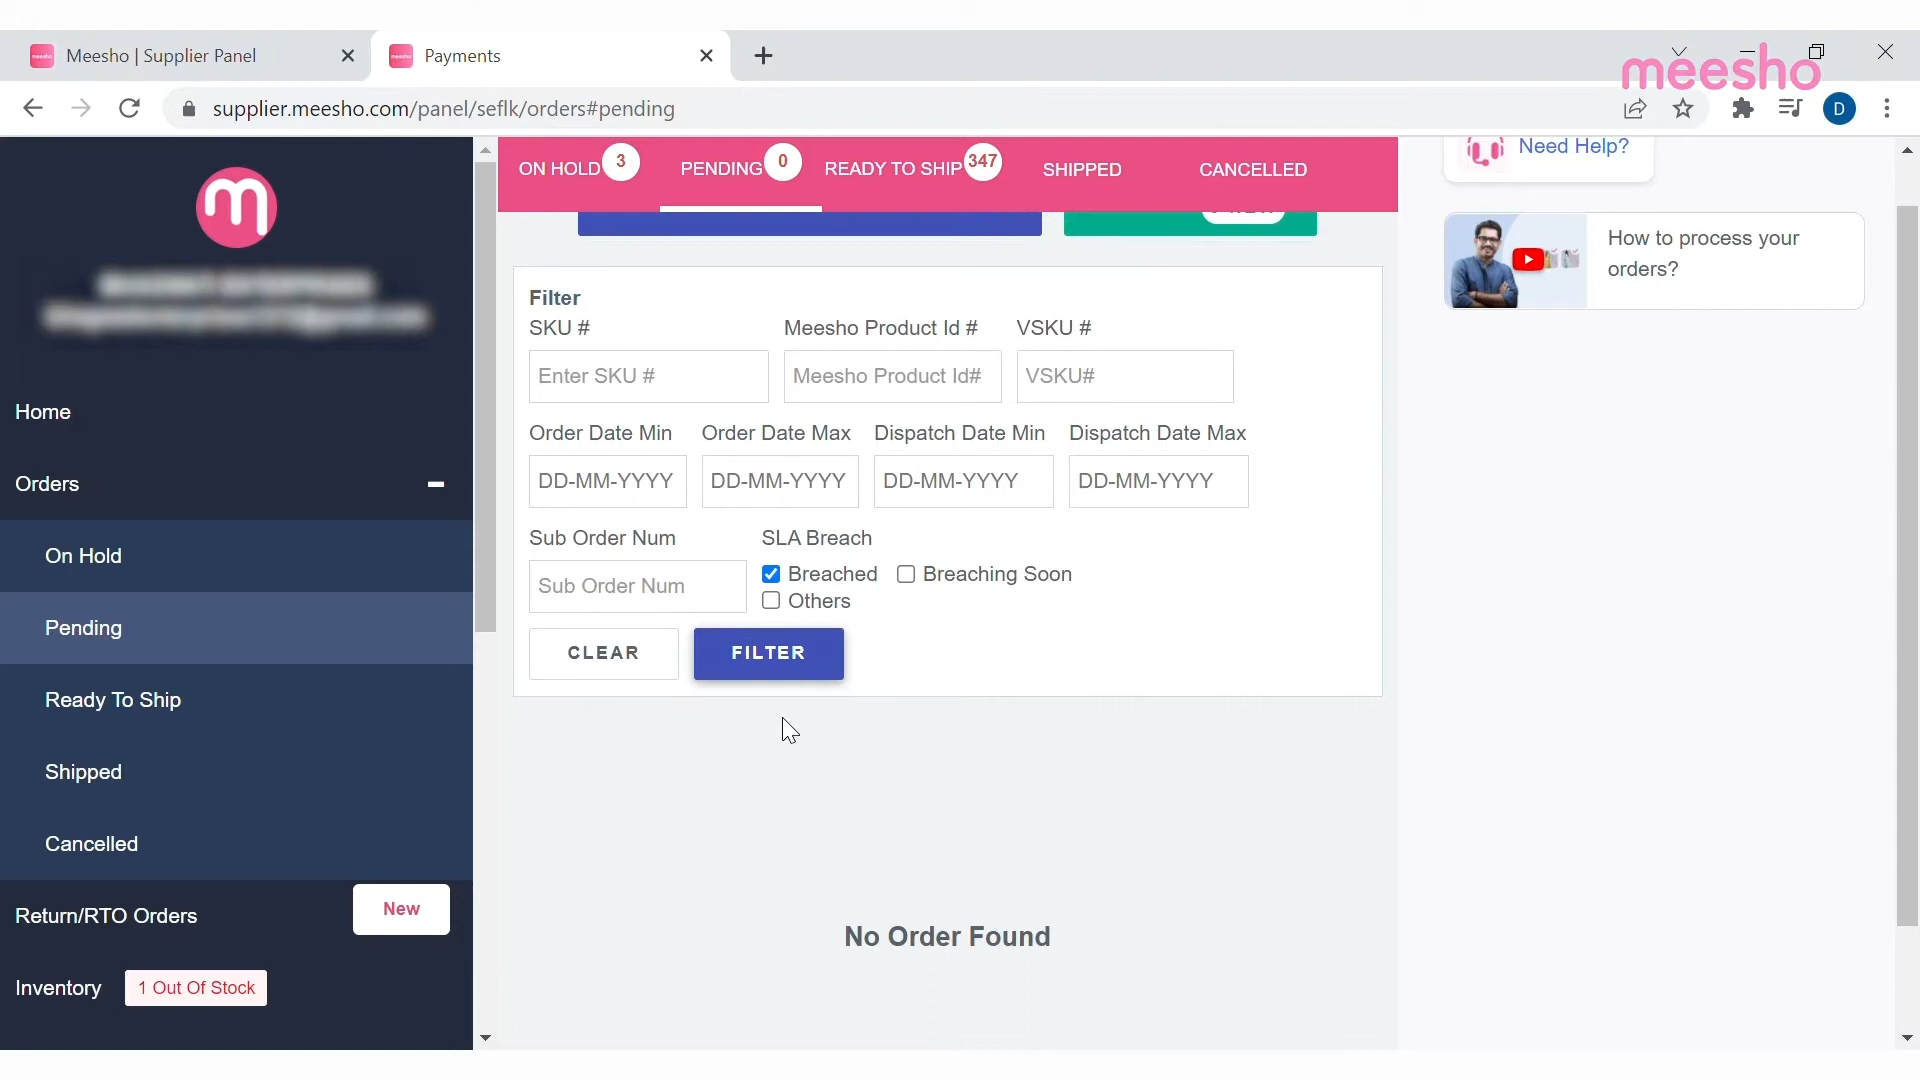 Meesho | Supplier Panel
Payments
meesho
supplier.meesho.com/panel/seflk/orders#pending
D
ON HOLD 3
PENDING 0
READY TO SHIP 347
SHIPPED
CANCELLED
Need Help?
How to process your
orders?
Home
Orders
On Hold
Pending
Ready To Ship
Shipped
Cancelled
Return/RTO Orders
New
Inventory
1 Out Of Stock
Filter
SKU #
Meesho Product Id #
VSKU #
Enter SKU #
Meesho Product Id#
VSKU#
Order Date Min
Order Date Max
Dispatch Date Min
Dispatch Date Max
DD-MM-YYYY
DD-MM-YYYY
DD-MM-YYYY
DD-MM-YYYY
Sub Order Num
SLA Breach
Sub Order Num
Breached
Breaching Soon
Others
CLEAR
FILTER
No Order Found